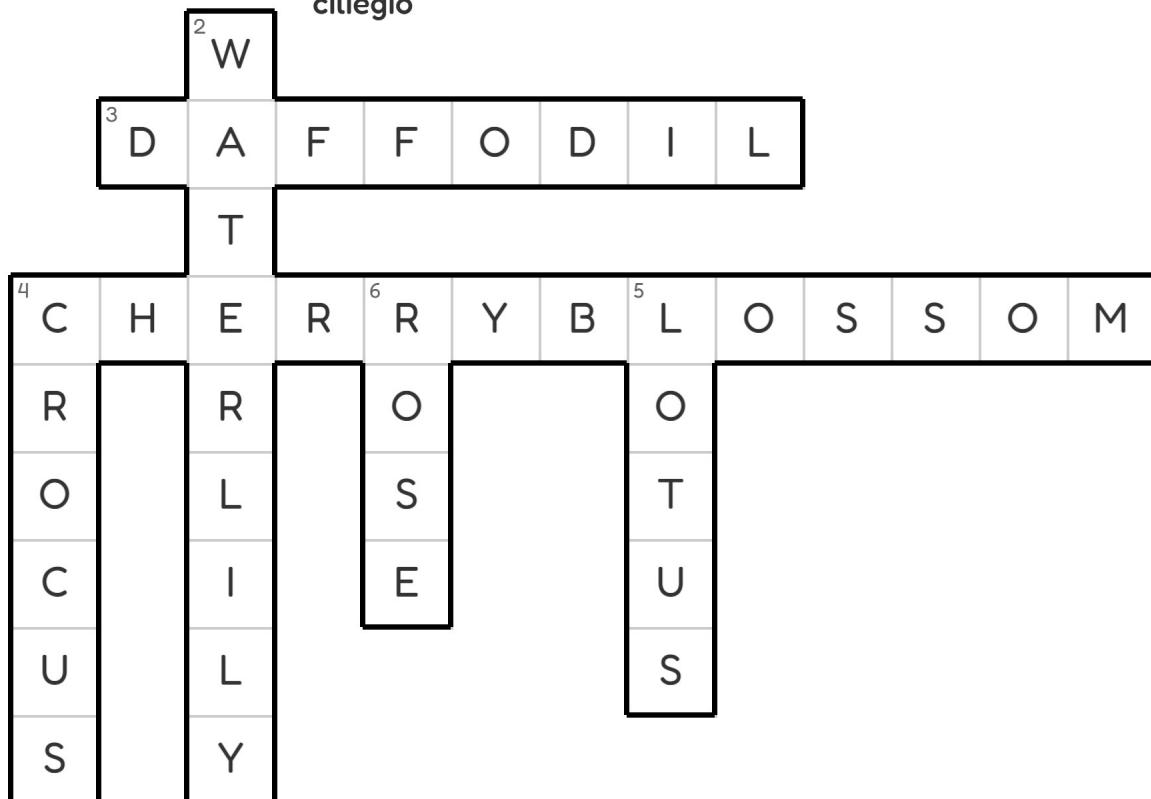 ciliegio
2 W
3 D A F F O D I L
T
4 C H E R 6 R Y B 5 L O S S O M
R R O O
O L S T
C I E U
U L S
S Y